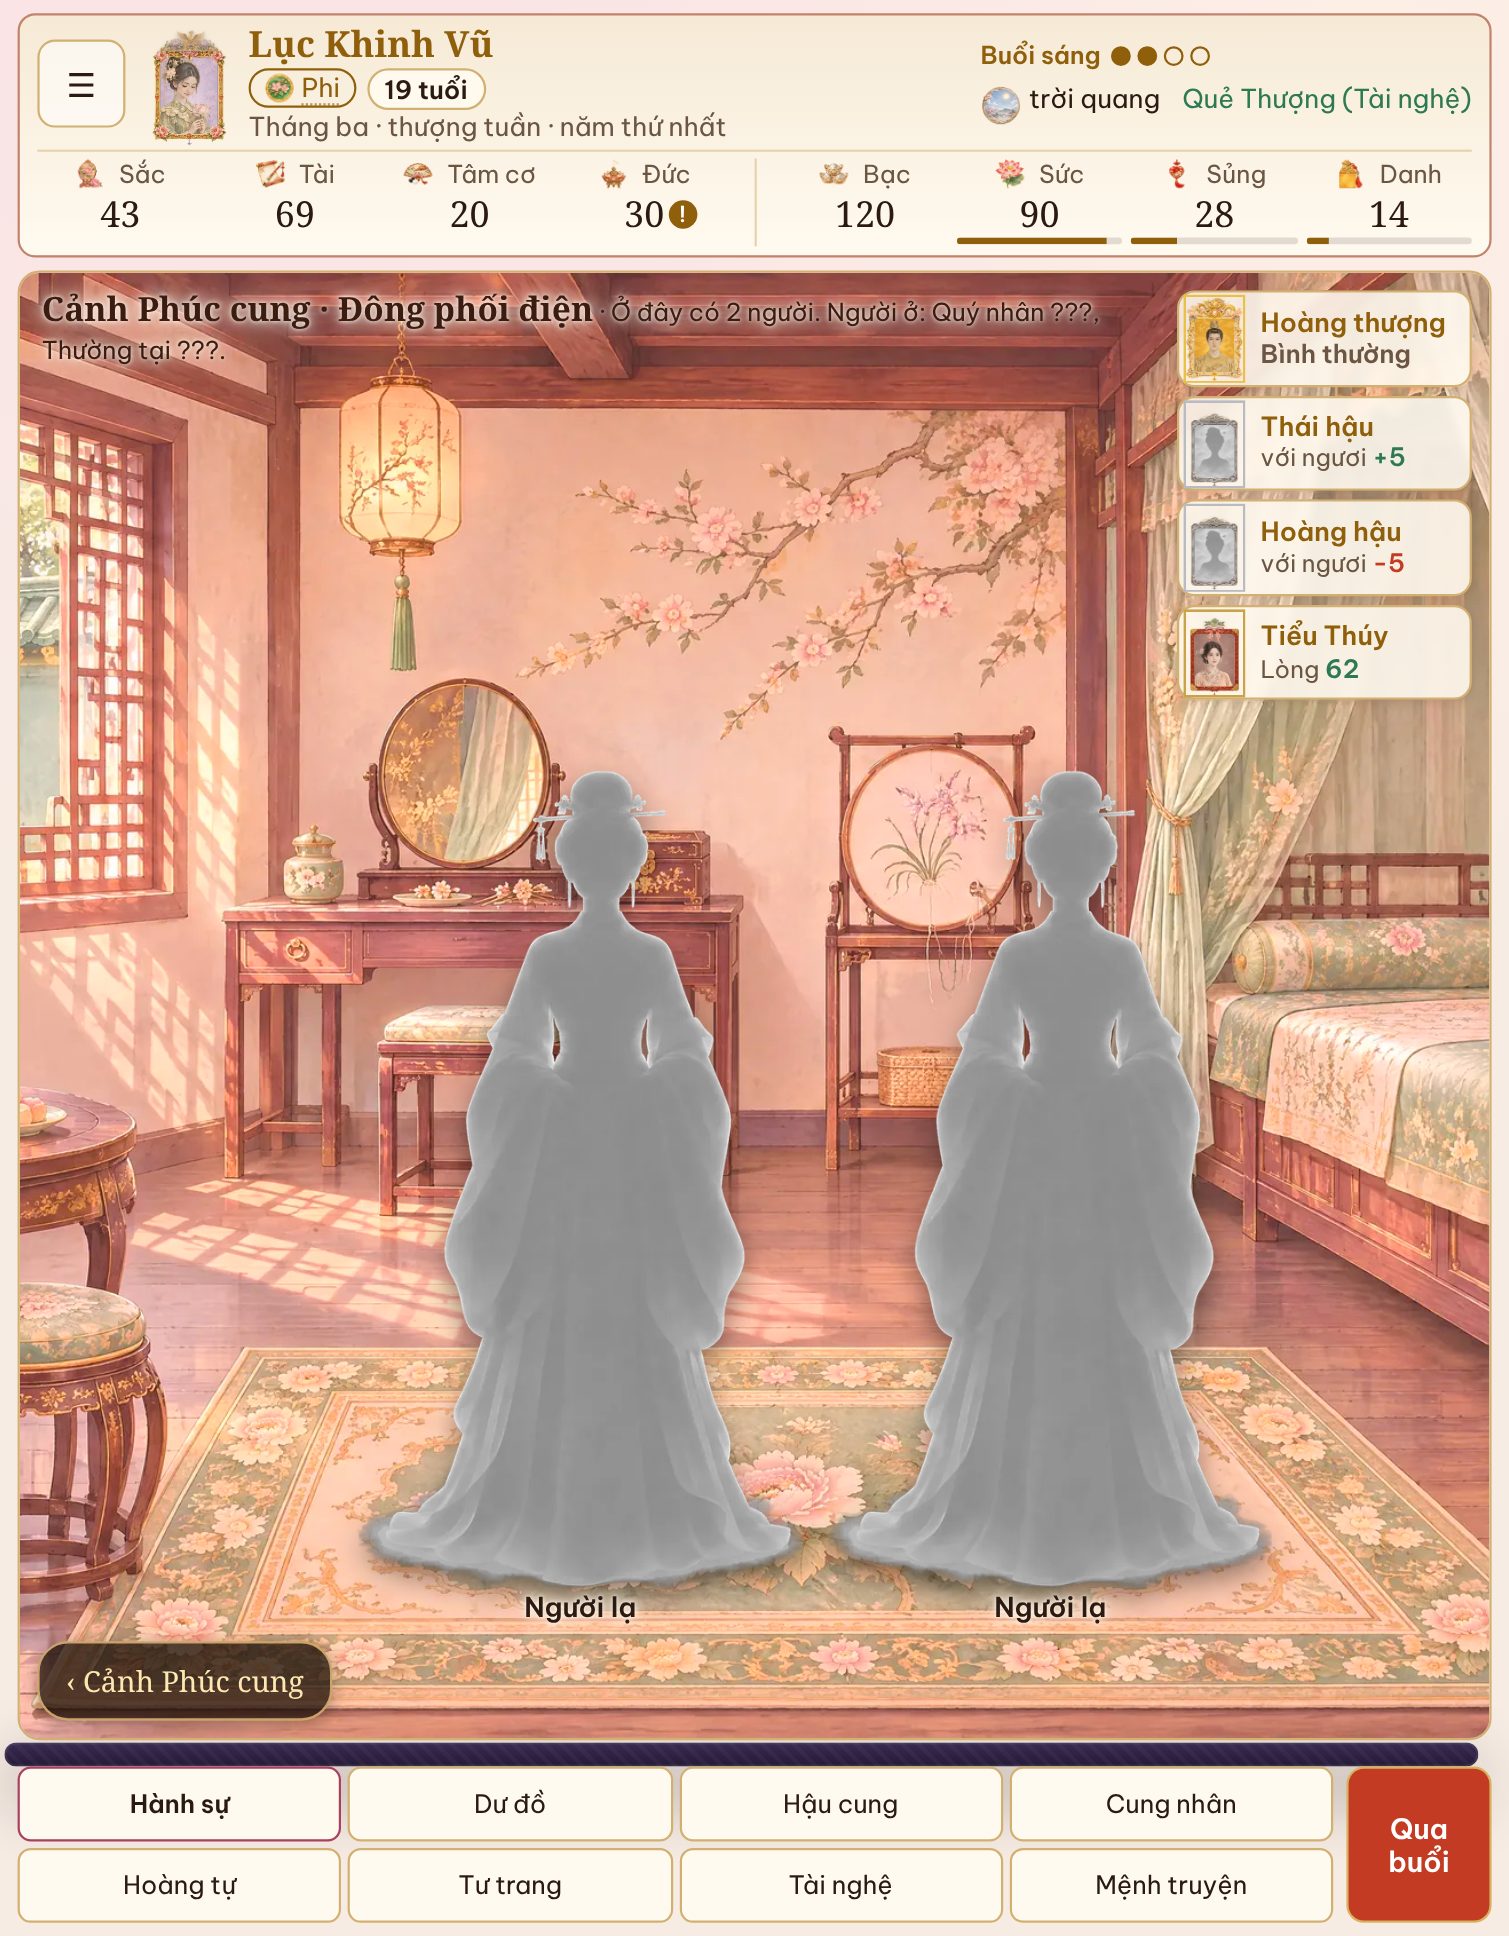 ☰
Lục Khinh Vũ
Phi
19 tuổi
Tháng ba · thượng tuần · năm thứ nhất
Buổi sáng
trời quang
Quẻ Thượng (Tài nghệ)
Sắc
43
Tài
69
Tâm cơ
20
Đức
30 !
Bạc
120
Sức
90
Sủng
28
Danh
14
Cảnh Phúc cung · Đông phối điện · Ở đây có 2 người. Người ở: Quý nhân ???,
Thường tại ???.
Hoàng thượng
Bình thường
Thái hậu
với ngươi +5
Hoàng hậu
với ngươi -5
Tiểu Thúy
Lòng 62
Người lạ
Người lạ
‹ Cảnh Phúc cung
Hành sự
Dư đồ
Hậu cung
Cung nhân
Qua
buổi
Hoàng tự
Tư trang
Tài nghệ
Mệnh truyện